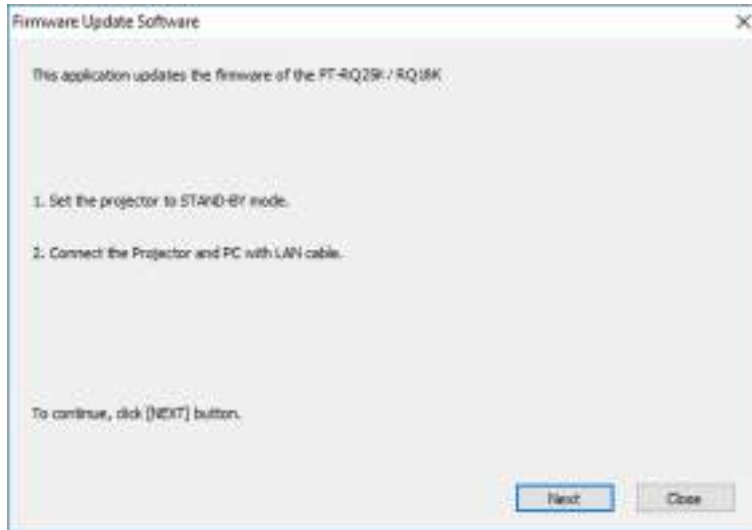 Firmware Update Software
This application updates the firmware of the PT-RQ25K / RQ18K
1. Set the projector to STAND-BY mode.
2. Connect the Projector and PC with LAN cable.
To continue, click [NEXT] button.
Next
Close